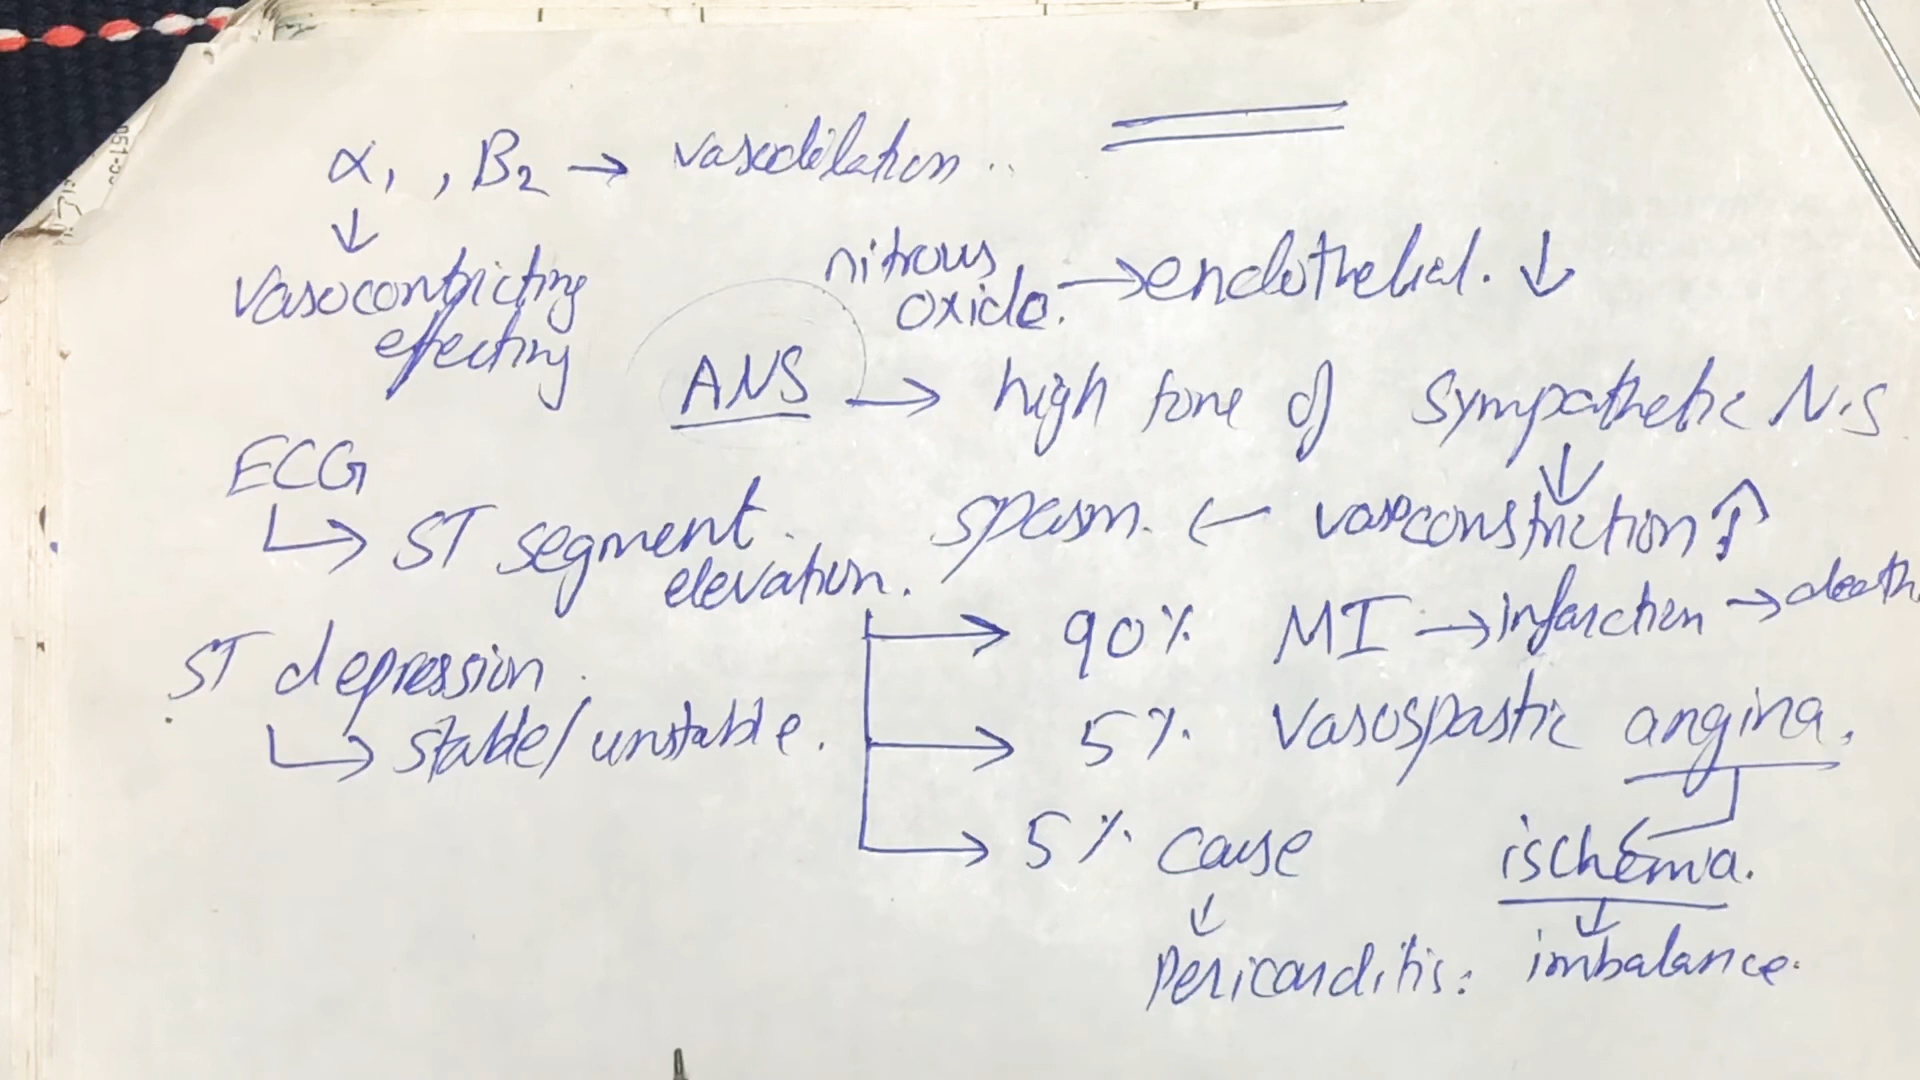 α1, B2 → vasodilation..
↓
vasocontricting
effecting
nitrous
oxide. → endothelial. ↓
ANS → high tone of sympathetic N.S
↓
spasm. ← vasoconstriction ↑
ECG
↳ ST segment
elevation.
→ 90% MI → infarction → death
→ 5% vasospastic angina.
→ 5% cause
↓
Pericarditis:
ischemia.
↓
imbalance.
ST depression.
↳ stable/unstable.